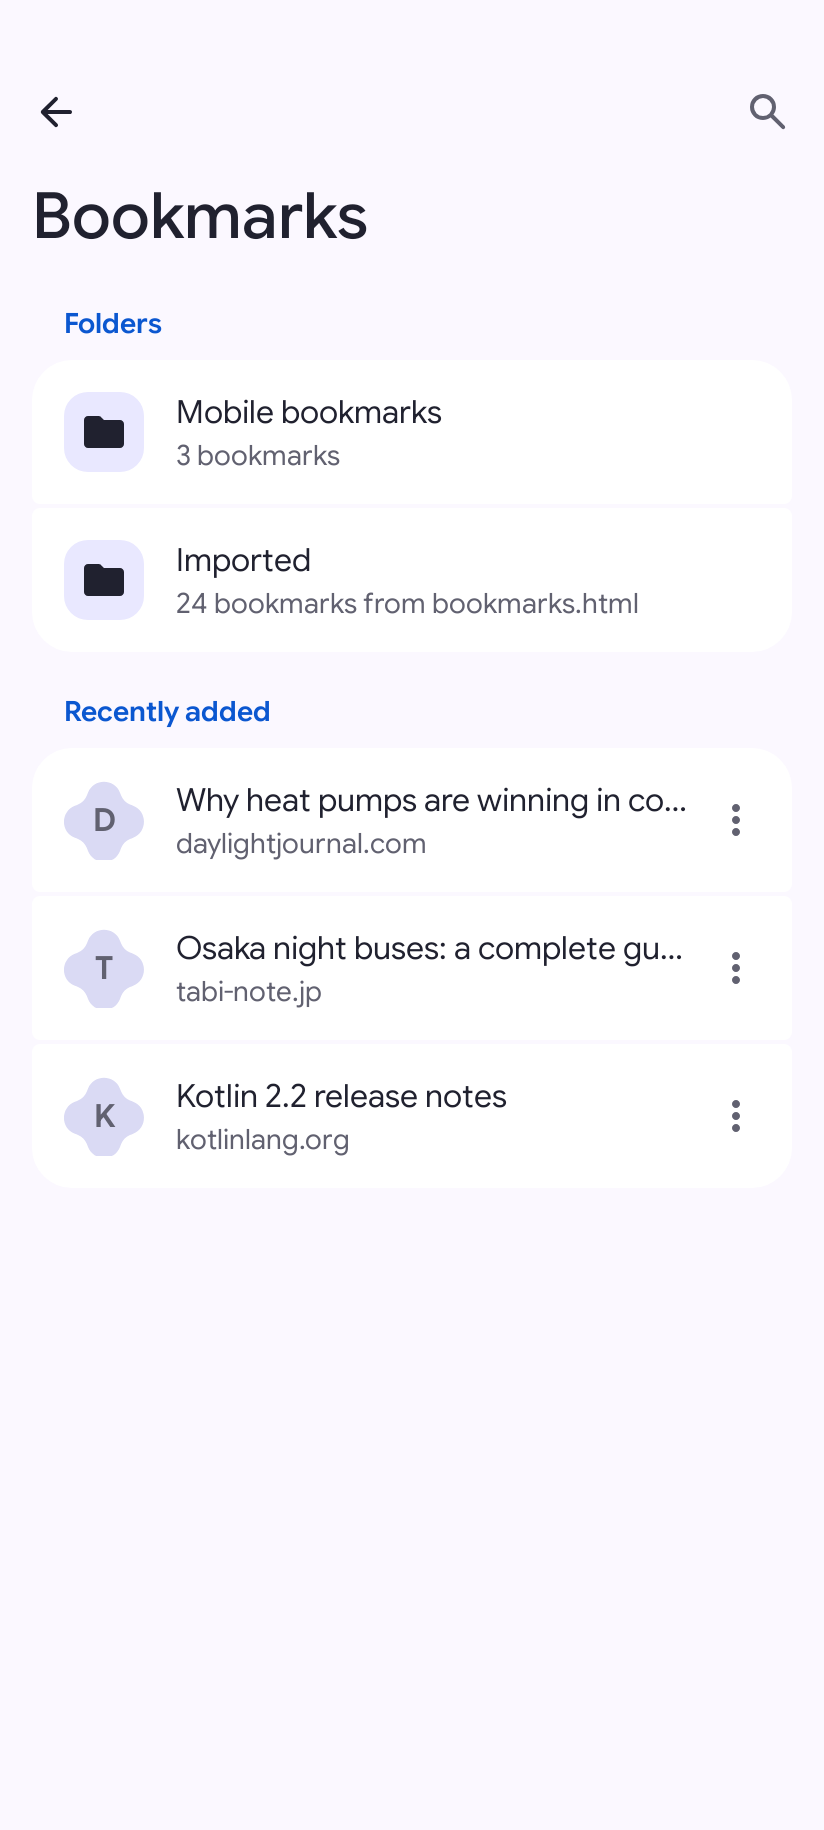 Bookmarks
Folders
Mobile bookmarks
3 bookmarks
Imported
24 bookmarks from bookmarks.html
Recently added
D
Why heat pumps are winning in co...
daylightjournal.com
T
Osaka night buses: a complete gu...
tabi-note.jp
K
Kotlin 2.2 release notes
kotlinlang.org